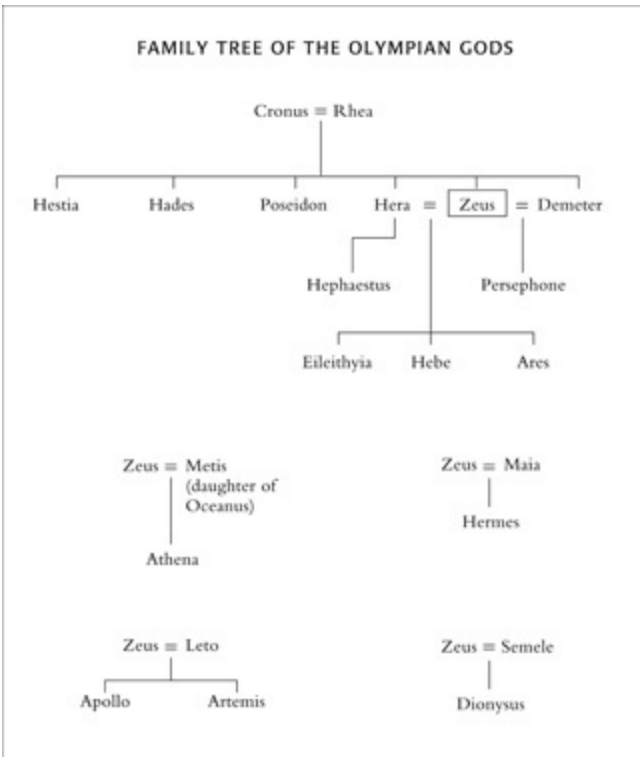 FAMILY TREE OF THE OLYMPIAN GODS
Cronus = Rhea
Hestia Hades Poseidon Hera = Zeus = Demeter
Hephaestus Persephone
Eileithyia Hebe Ares
Zeus = Metis
(daughter of
Oceanus)
Athena
Zeus = Maia
Hermes
Zeus = Leto
Apollo Artemis
Zeus = Semele
Dionysus